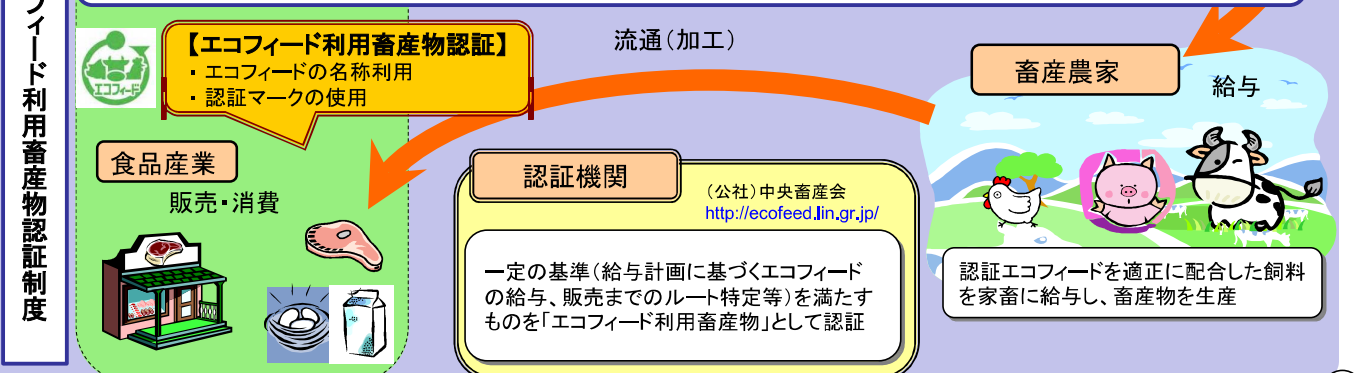 フィード利用畜産物認証制度
エコフィード
【エコフィード利用畜産物認証】
・ エコフィードの名称利用
・ 認証マークの使用
流通（加工）
畜産農家
給与
食品産業
販売・消費
認証機関
（公社）中央畜産会
http://ecofeed.lin.gr.jp/
一定の基準（給与計画に基づくエコフィード
の給与、販売までのルート特定等）を満たす
ものを「エコフィード利用畜産物」として認証
認証エコフィードを適正に配合した飼料
を家畜に給与し、畜産物を生産